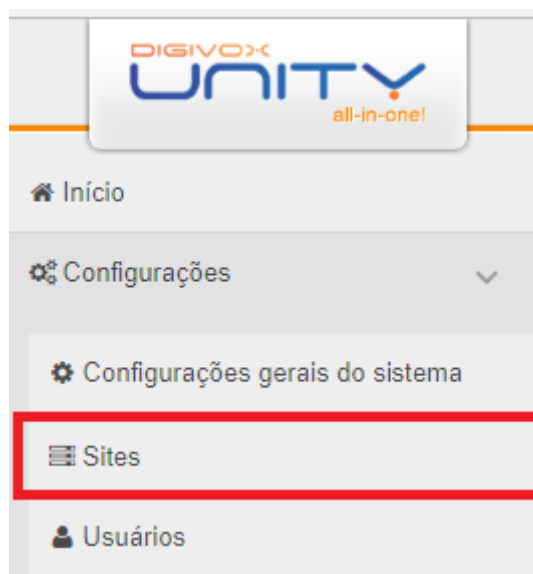 DIGIVOX
UNITY
all-in-one!
Início
Configurações
Configurações gerais do sistema
Sites
Usuários